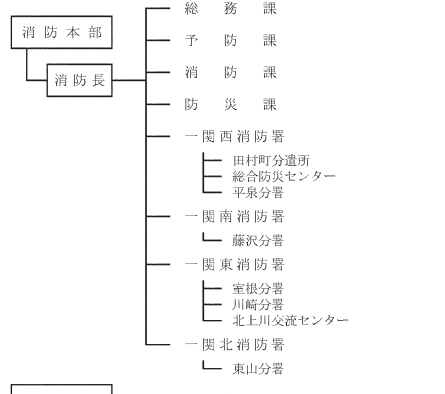 総務課
消防本部
予防課
消防課
消防長
防災課
一関西消防署
田村町分遣所
総合防災センター
平泉分署
一関南消防署
藤沢分署
一関東消防署
室根分署
川崎分署
北上川交流センター
一関北消防署
東山分署